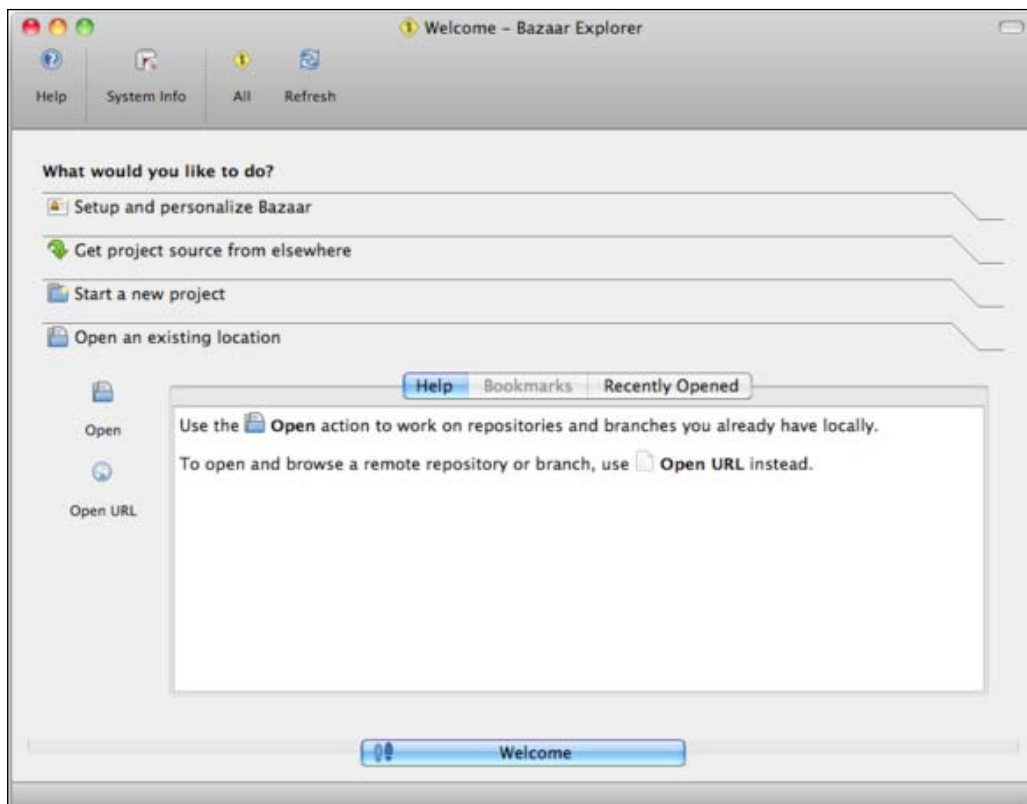 Welcome – Bazaar Explorer
Help System Info All Refresh
What would you like to do?
Setup and personalize Bazaar
Get project source from elsewhere
Start a new project
Open an existing location
Help Bookmarks Recently Opened
Open
Open URL
Use the Open action to work on repositories and branches you already have locally.
To open and browse a remote repository or branch, use Open URL instead.
Welcome